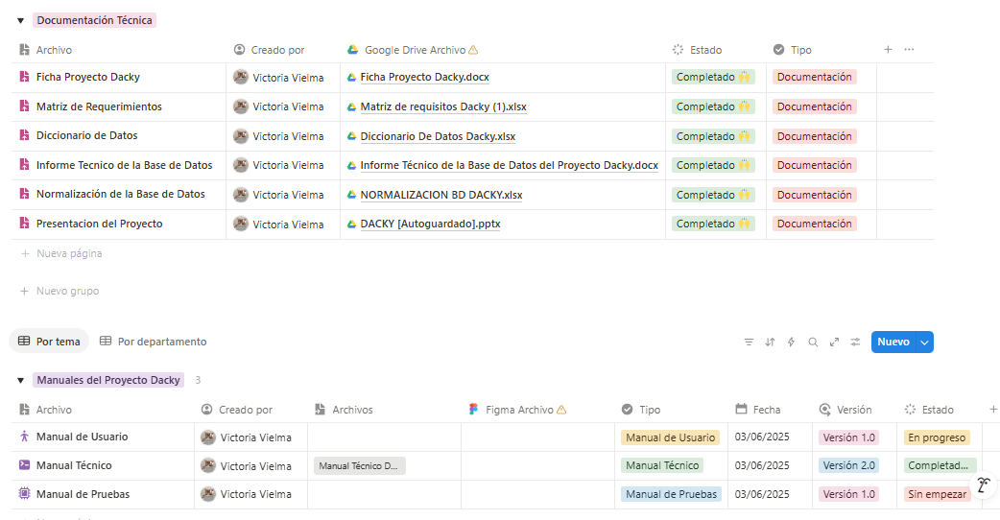 Documentación Técnica
Archivo Creado por Google Drive Archivo Estado Tipo
Ficha Proyecto Dacky Victoria Vielma Ficha Proyecto Dacky.docx Completado 🙌 Documentación
Matriz de Requerimientos Victoria Vielma Matriz de requisitos Dacky (1).xlsx Completado 🙌 Documentación
Diccionario de Datos Victoria Vielma Diccionario De Datos Dacky.xlsx Completado 🙌 Documentación
Informe Tecnico de la Base de Datos Victoria Vielma Informe Técnico de la Base de Datos del Proyecto Dacky.docx Completado 🙌 Documentación
Normalización de la Base de Datos Victoria Vielma NORMALIZACION BD DACKY.xlsx Completado 🙌 Documentación
Presentacion del Proyecto Victoria Vielma DACKY [Autoguardado].pptx Completado 🙌 Documentación
+ Nueva página
+ Nuevo grupo
Por tema Por departamento Nuevo
Manuales del Proyecto Dacky 3
Archivo Creado por Archivos Figma Archivo Tipo Fecha Versión Estado
Manual de Usuario Victoria Vielma Manual de Usuario 03/06/2025 Versión 1.0 En progreso
Manual Técnico Victoria Vielma Manual Técnico D... Manual Técnico 03/06/2025 Versión 2.0 Completad...
Manual de Pruebas Victoria Vielma Manual de Pruebas 03/06/2025 Versión 1.0 Sin empezar